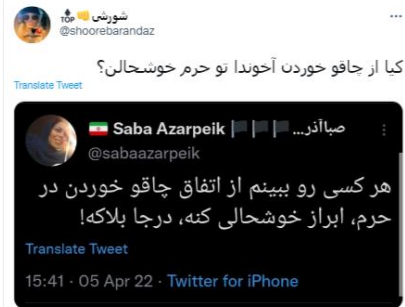 شورشی TOP
@shoorebarandaz
کیا از چاقو خوردن آخوندا تو حرم خوشحالن؟
Translate Tweet
Saba Azarpeik صباآذر...
@sabaazarpeik
هر کسی رو ببینم از اتفاق چاقو خوردن در
حرم، ابراز خوشحالی کنه، درجا بلاکه!
Translate Tweet
15:41 · 05 Apr 22 · Twitter for iPhone